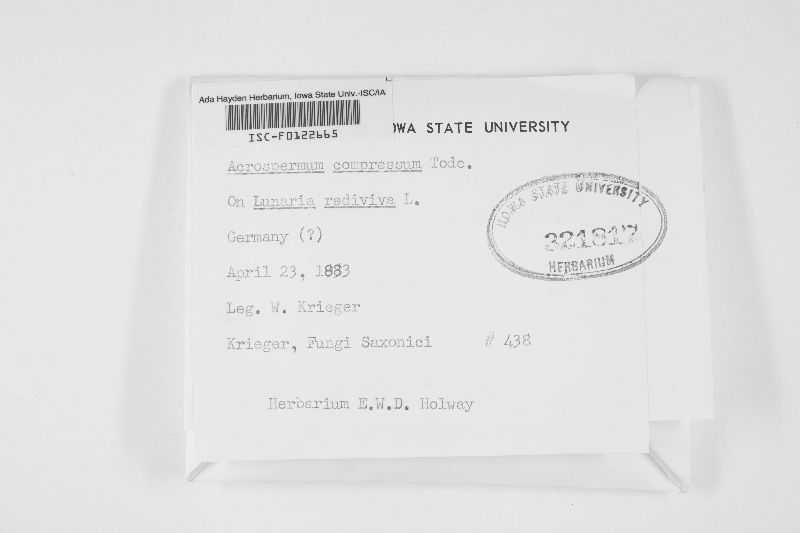 Ada Hayden Herbarium, Iowa State Univ.-ISC/IA
ISC-F0122665
OWA STATE UNIVERSITY
Acrospermum compressum Tode.
On Lunaria rediviva L.
Germany (?)
April 23, 1883
Leg. W. Krieger
Krieger, Fungi Saxonici # 438
Herbarium E.W.D. Holway
IOWA STATE UNIVERSITY
321817
HERBARIUM